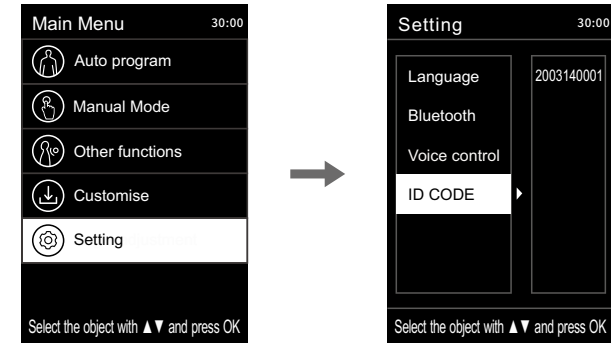 Main Menu 30:00
Auto program
Manual Mode
Other functions
Customise
Setting
Select the object with ▲▼ and press OK
Setting 30:00
Language 2003140001
Bluetooth
Voice control
ID CODE
Select the object with ▲▼ and press OK